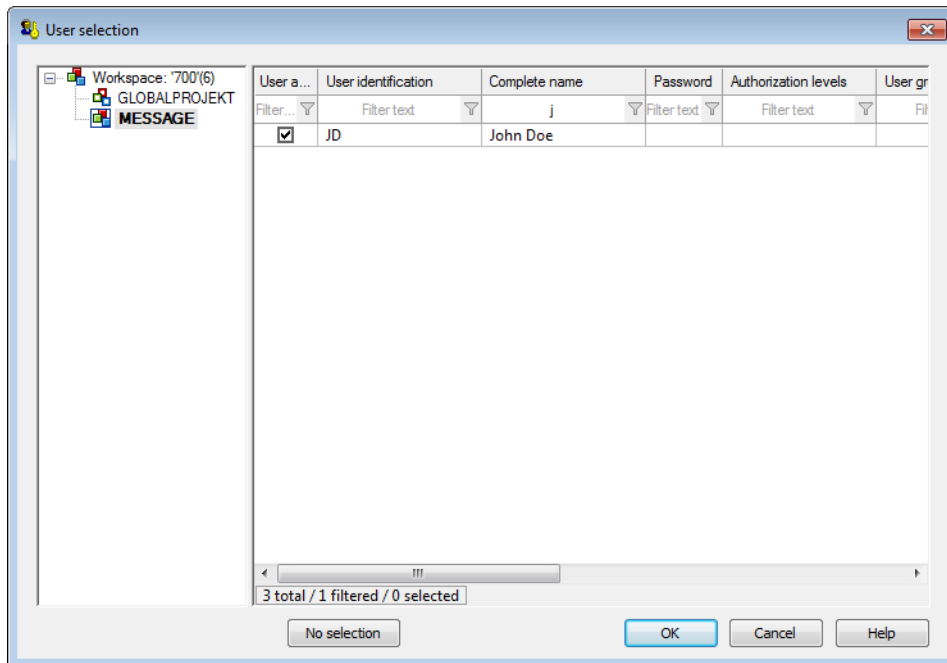 User selection
Workspace: '700'(6)
GLOBALPROJEKT
MESSAGE
User a... User identification Complete name Password Authorization levels User gr
Filter... Filter text j Filter text Filter text Fil
JD John Doe
3 total / 1 filtered / 0 selected
No selection OK Cancel Help